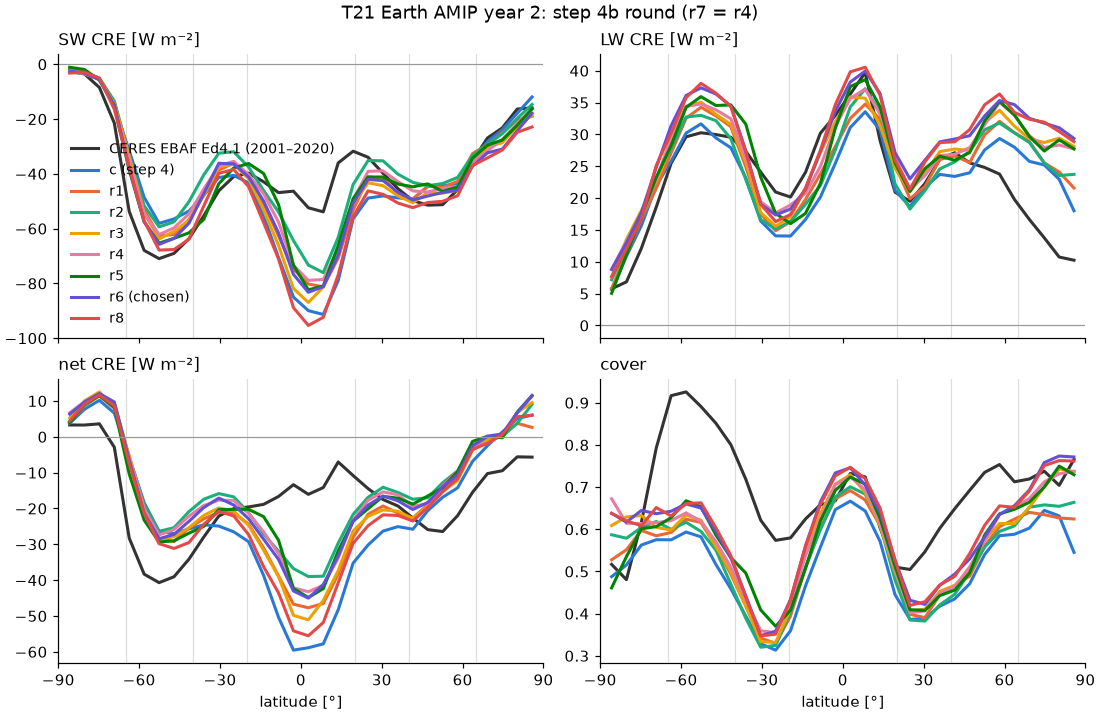 T21 Earth AMIP year 2: step 4b round (r7 = r4)
SW CRE [W m⁻²]
0
−20
−40
−60
−80
−100
CERES EBAF Ed4.1 (2001–2020)
c (step 4)
r1
r2
r3
r4
r5
r6 (chosen)
r8
LW CRE [W m⁻²]
40
35
30
25
20
15
10
5
0
net CRE [W m⁻²]
10
0
−10
−20
−30
−40
−50
−60
−90 −60 −30 0 30 60 90
latitude [°]
cover
0.9
0.8
0.7
0.6
0.5
0.4
0.3
−90 −60 −30 0 30 60 90
latitude [°]